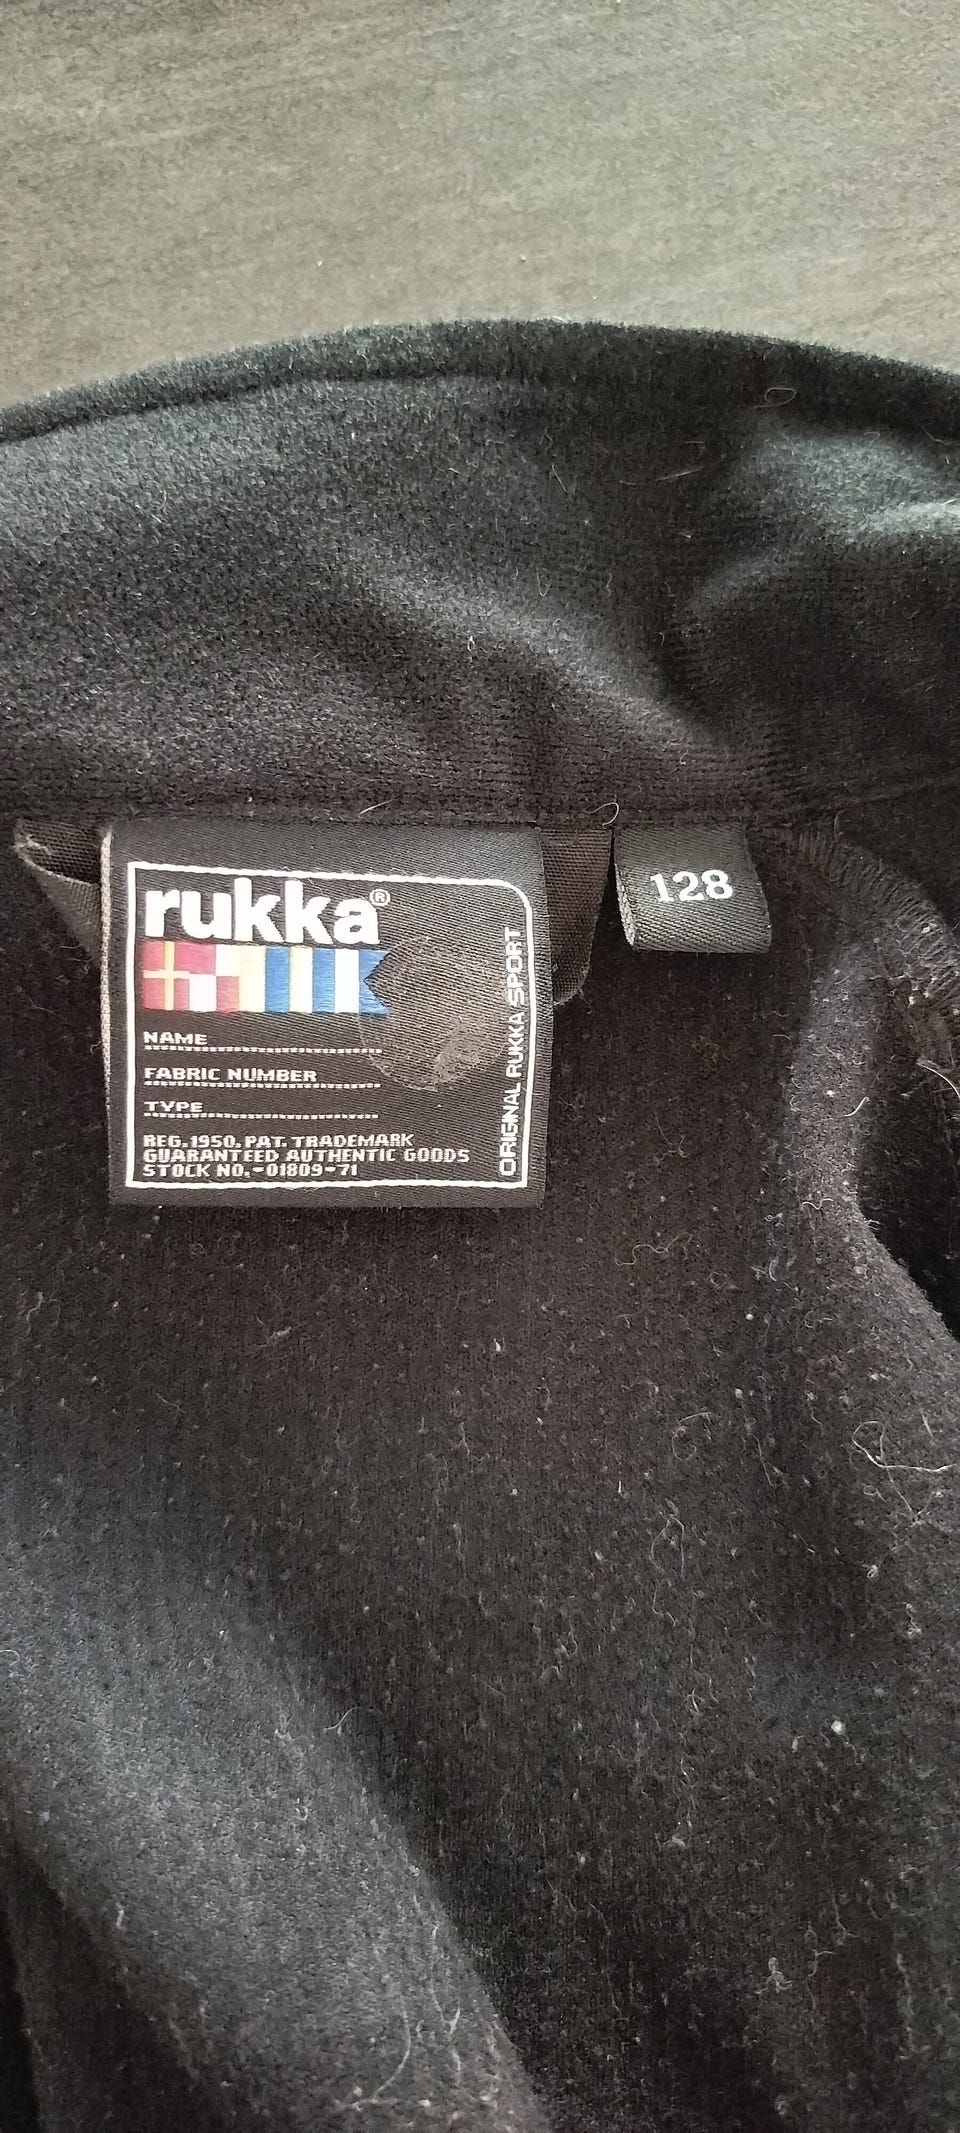 rukka®
NAME
FABRIC NUMBER
TYPE
REG. 1950. PAT. TRADEMARK
GUARANTEED AUTHENTIC GOODS
STOCK NO.-01809-71
ORIGINAL RUKKA SPORT
128